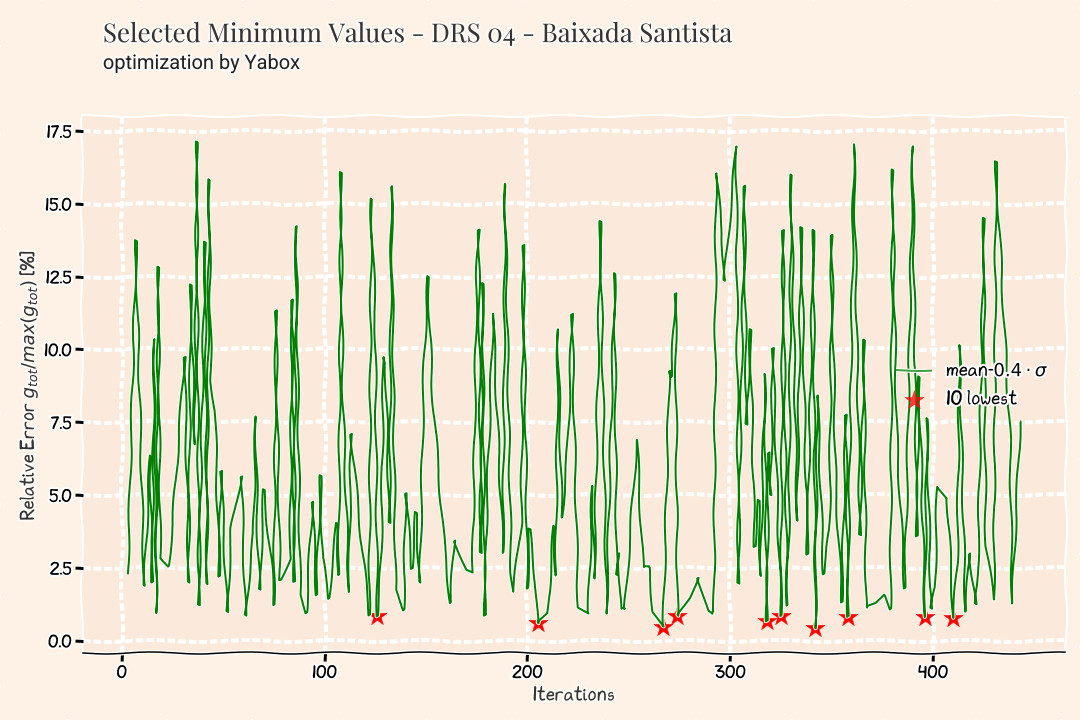 Selected Minimum Values - DRS 04 - Baixada Santista
optimization by Yabox
Relative Error g_tot/max(g_tot) [%]
17.5
15.0
12.5
10.0
7.5
5.0
2.5
0.0
mean-0.4 · σ
10 lowest
0 100 200 300 400
Iterations